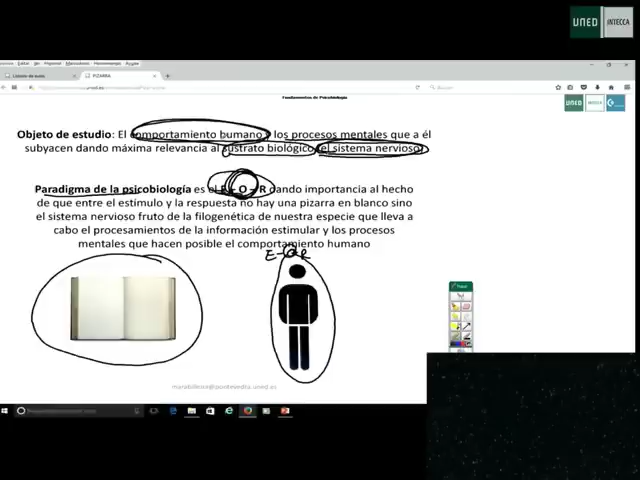 UNED INTECCA
PIZARRA
Fundamentos de Psicobiología
Buscar
UNED
Objeto de estudio: El comportamiento humano y los procesos mentales que a él
subyacen dando máxima relevancia al sustrato biológico (el sistema nervioso)
Paradigma de la psicobiología es el E – O – R dando importancia al hecho
de que entre el estímulo y la respuesta no hay una pizarra en blanco sino
el sistema nervioso fruto de la filogenética de nuestra especie que lleva a
cabo el procesamientos de la información estimular y los procesos
mentales que hacen posible el comportamiento humano
E-O-R